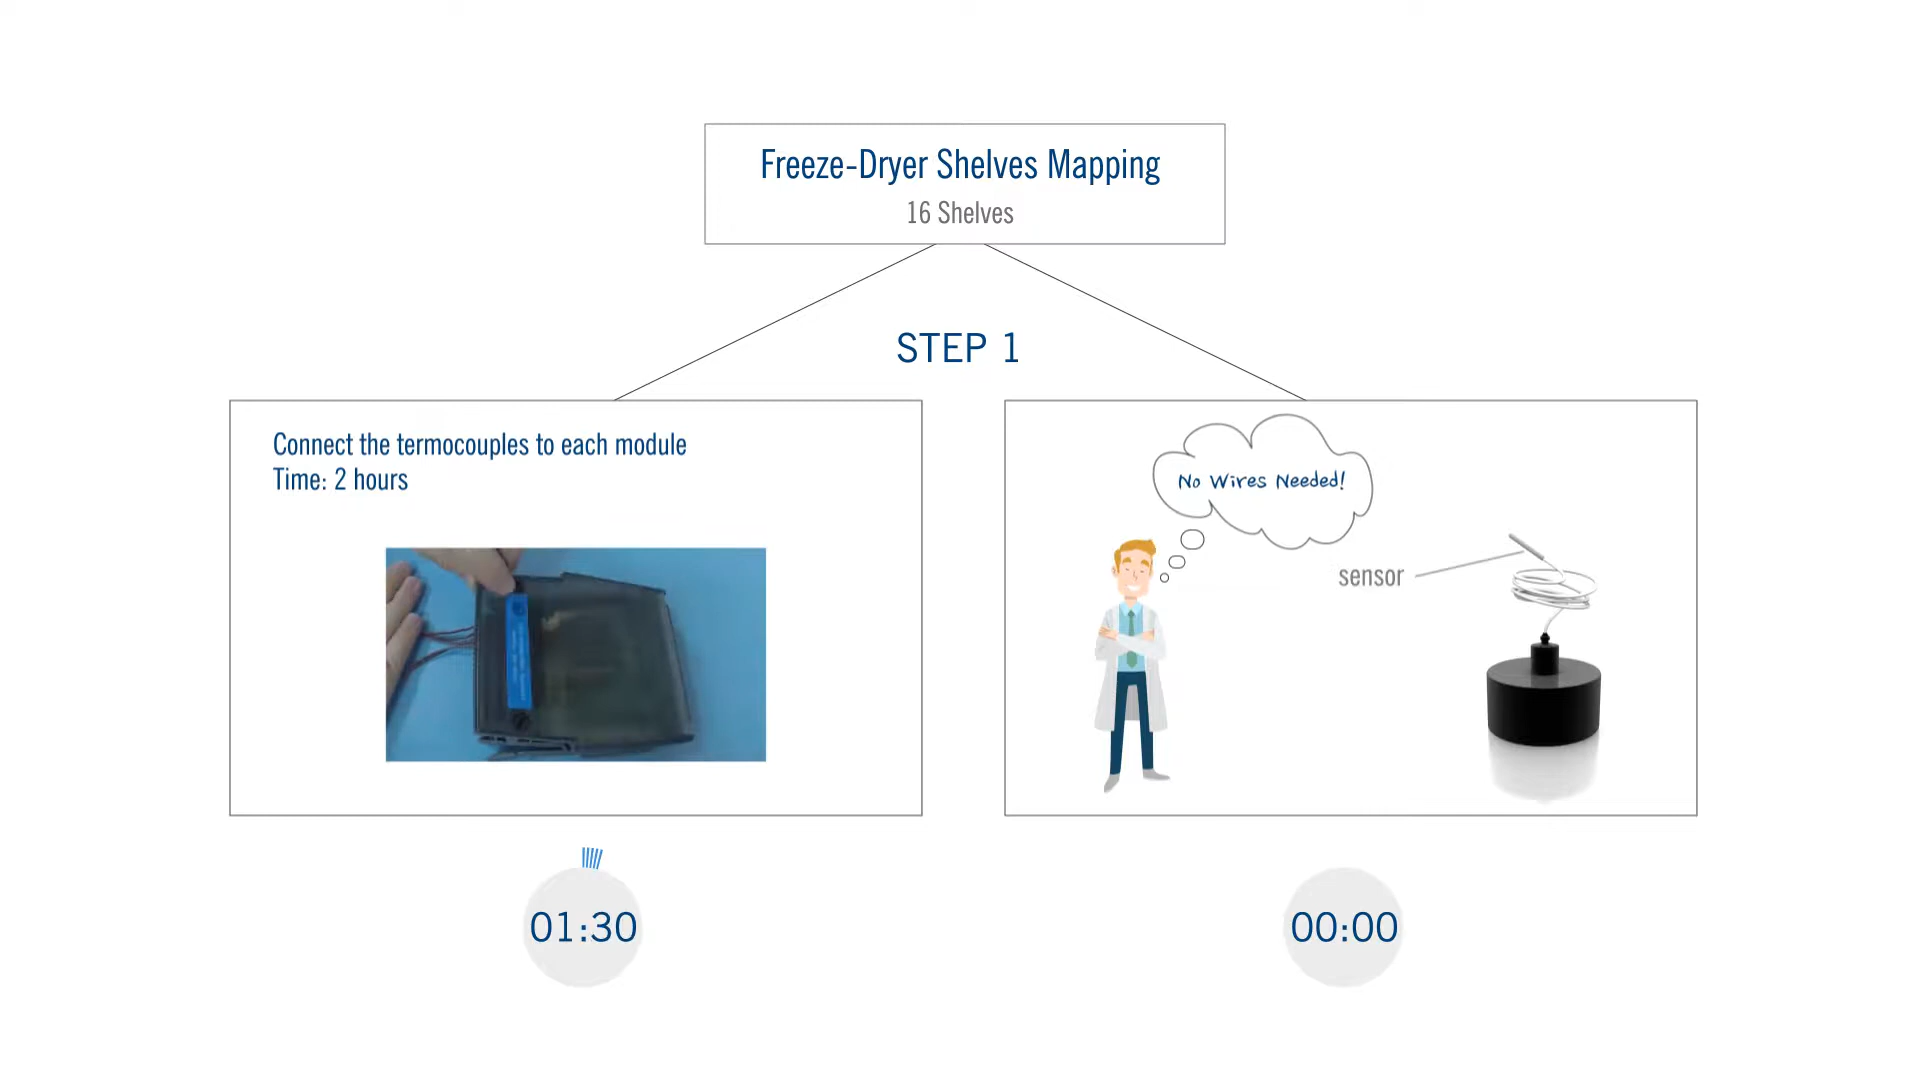 Freeze-Dryer Shelves Mapping
16 Shelves
STEP 1
Connect the termocouples to each module
Time: 2 hours
No Wires Needed!
sensor
01:30
00:00